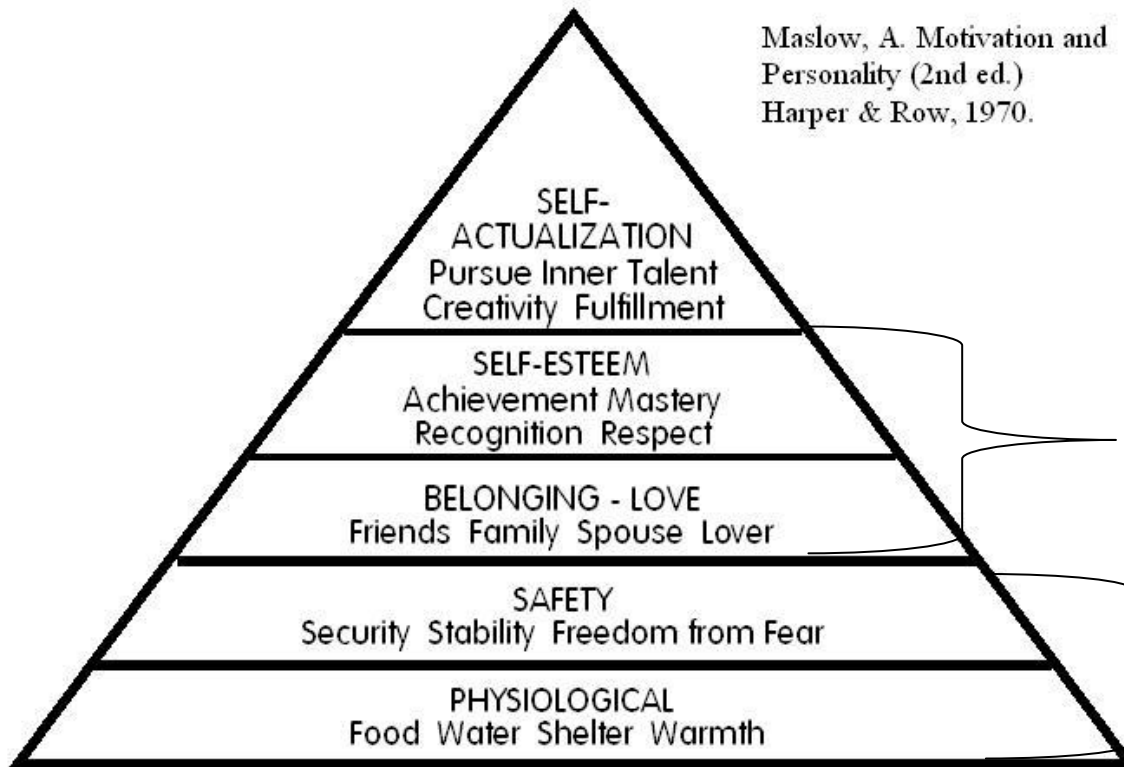 Maslow, A. Motivation and
Personality (2nd ed.)
Harper & Row, 1970.
SELF-
ACTUALIZATION
Pursue Inner Talent
Creativity Fulfillment
SELF-ESTEEM
Achievement Mastery
Recognition Respect
BELONGING - LOVE
Friends Family Spouse Lover
SAFETY
Security Stability Freedom from Fear
PHYSIOLOGICAL
Food Water Shelter Warmth